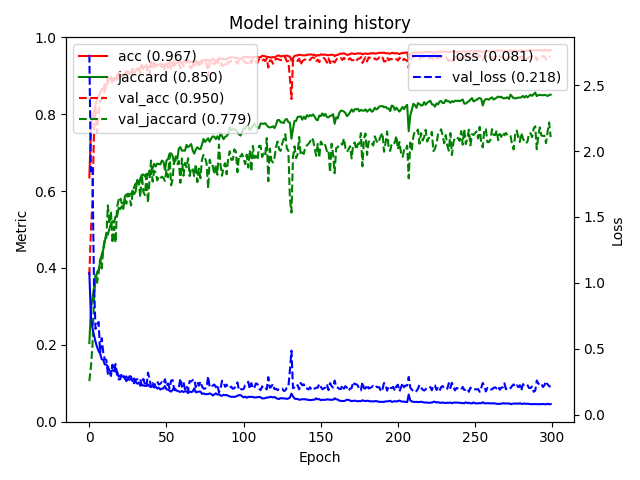 Model training history
acc (0.967)
jaccard (0.850)
val_acc (0.950)
val_jaccard (0.779)
loss (0.081)
val_loss (0.218)
1.0
0.8
0.6
0.4
0.2
0.0
Metric
2.5
2.0
1.5
1.0
0.5
0.0
Loss
0 50 100 150 200 250 300
Epoch